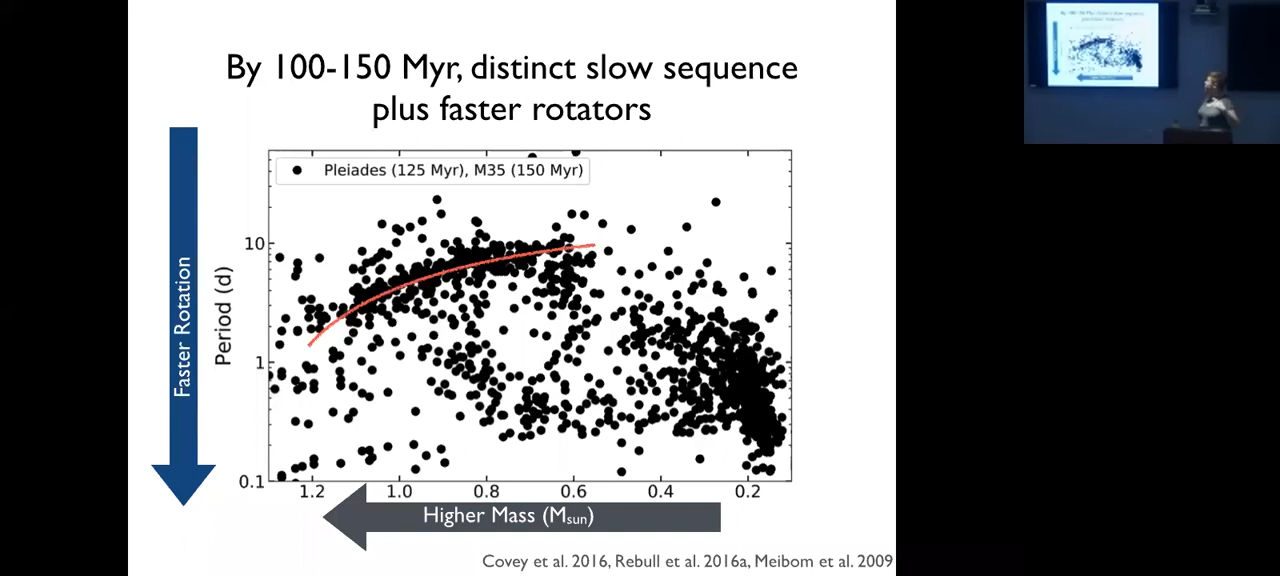 By 100-150 Myr, distinct slow sequence
plus faster rotators
Pleiades (125 Myr), M35 (150 Myr)
Faster Rotation
Period (d)
10
1
0.1
1.2 1.0 0.8 0.6 0.4 0.2
Higher Mass (Msun)
Covey et al. 2016, Rebull et al. 2016a, Meibom et al. 2009